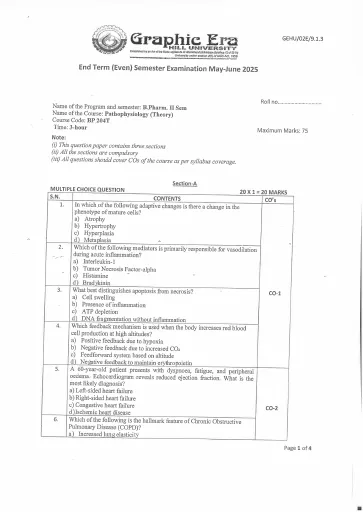 GEHU/02E/9.1.3
Graphic Era
HILL UNIVERSITY
End Term (Even) Semester Examination May-June 2025
Roll no
Name of the Program and semester: B.Pharm. II Sem
Name of the Course: Pathophysiology (Theory)
Course Code: BP 204T
Time: 3-hour
Maximum Marks: 75
Note:
(i) This question paper contains three sections
(ii) All the sections are compulsory
(iii) All questions should cover COs of the course as per syllabus coverage.
Section-A
MULTIPLE CHOICE QUESTION 20 X 1 = 20 MARKS
S.N. CONTENTS CO's
1. In which of the following adaptive changes is there a change in the
phenotype of mature cells?
a) Atrophy
b) Hypertrophy
c) Hyperplasia
d) Metaplasia
2. Which of the following mediators is primarily responsible for vasodilation
during acute inflammation?
a) Interleukin-1
b) Tumor Necrosis Factor-alpha
c) Histamine
d) Bradykinin
3. What best distinguishes apoptosis from necrosis?
a) Cell swelling
b) Presence of inflammation
c) ATP depletion
d) DNA fragmentation without inflammation
CO-1
4. Which feedback mechanism is used when the body increases red blood
cell production at high altitudes?
a) Positive feedback due to hypoxia
b) Negative feedback due to increased CO₂
c) Feedforward system based on altitude
d) Negative feedback to maintain erythropoietin
5. A 60-year-old patient presents with dyspnoea, fatigue, and peripheral
oedema. Echocardiogram reveals reduced ejection fraction. What is the
most likely diagnosis?
a) Left-sided heart failure
b) Right-sided heart failure
c) Congestive heart failure
d) Ischemic heart disease
CO-2
6 Which of the following is the hallmark feature of Chronic Obstructive
Pulmonary Disease (COPD)?
a) Increased lung elasticity
Page 1 of 4